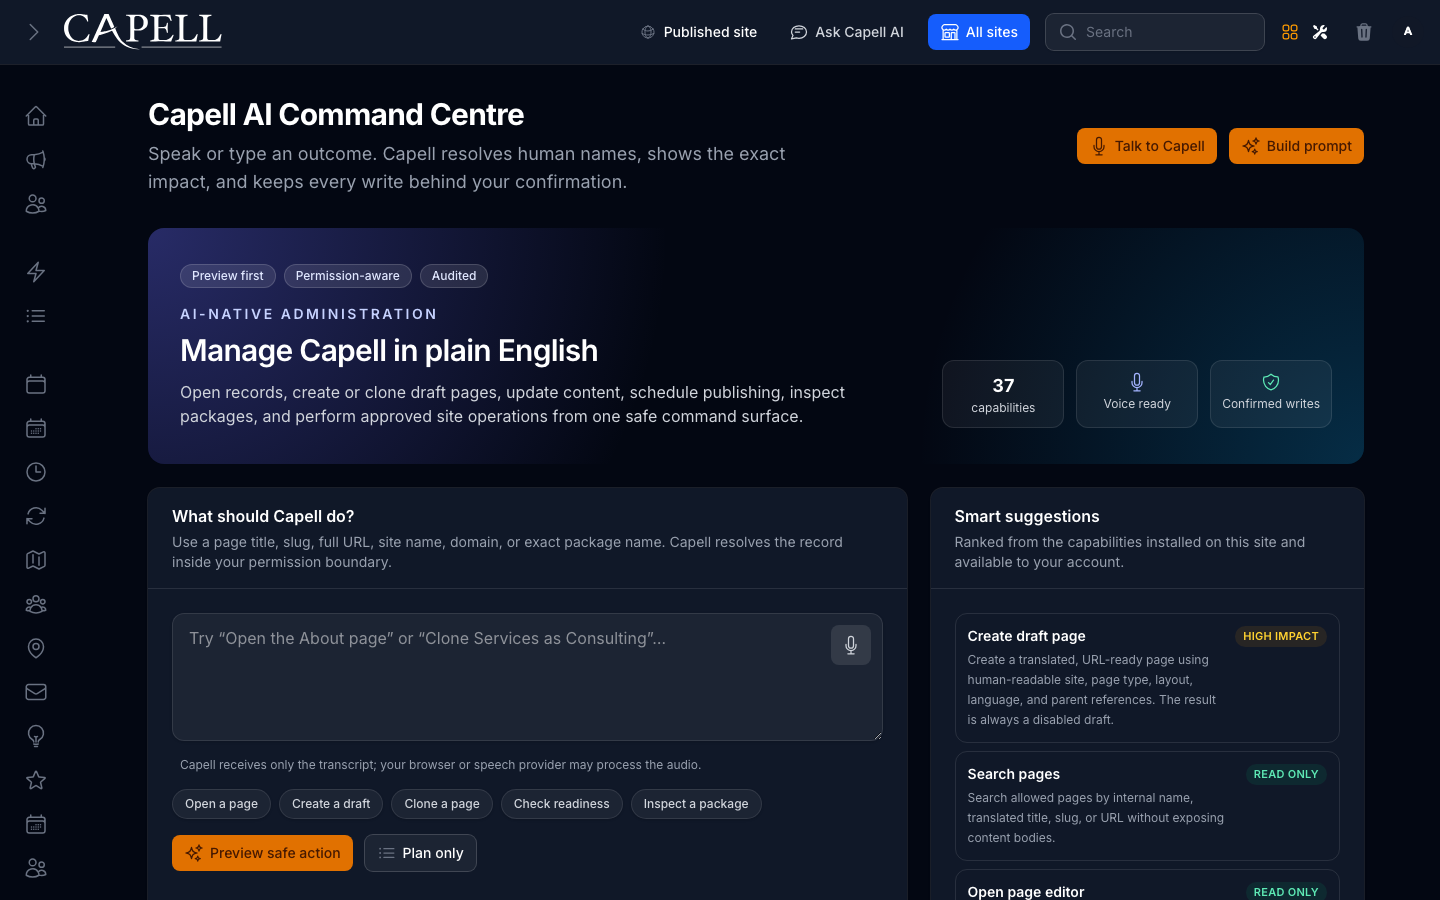 CAPELL
Published site
Ask Capell AI
All sites
Search
A
Capell AI Command Centre
Speak or type an outcome. Capell resolves human names, shows the exact
impact, and keeps every write behind your confirmation.
Talk to Capell
Build prompt
Preview first
Permission-aware
Audited
AI-NATIVE ADMINISTRATION
Manage Capell in plain English
Open records, create or clone draft pages, update content, schedule publishing, inspect
packages, and perform approved site operations from one safe command surface.
37
capabilities
Voice ready
Confirmed writes
What should Capell do?
Use a page title, slug, full URL, site name, domain, or exact package name. Capell resolves the record
inside your permission boundary.
Try “Open the About page” or “Clone Services as Consulting”...
Capell receives only the transcript; your browser or speech provider may process the audio.
Open a page
Create a draft
Clone a page
Check readiness
Inspect a package
Preview safe action
Plan only
Smart suggestions
Ranked from the capabilities installed on this site and
available to your account.
Create draft page
HIGH IMPACT
Create a translated, URL-ready page using
human-readable site, page type, layout,
language, and parent references. The result
is always a disabled draft.
Search pages
READ ONLY
Search allowed pages by internal name,
translated title, slug, or URL without exposing
content bodies.
Open page editor
READ ONLY